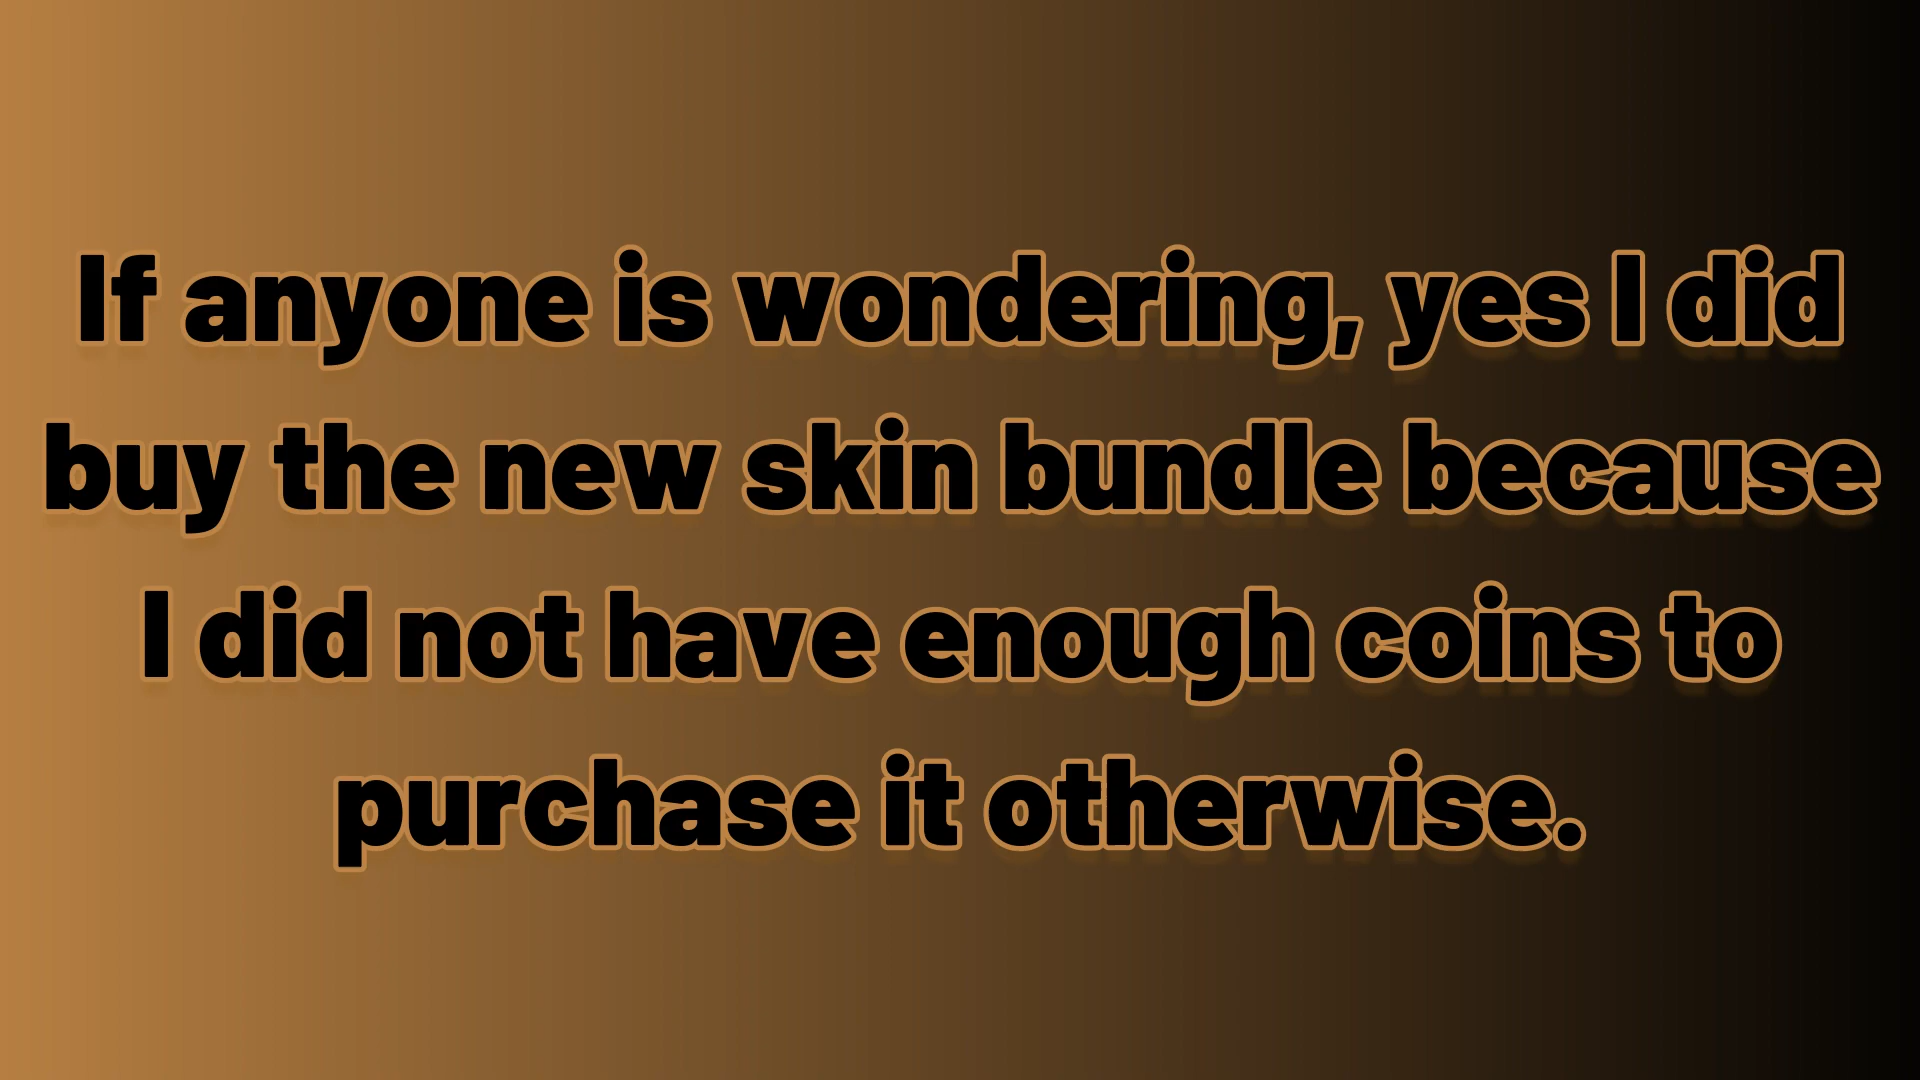 If anyone is wondering, yes I did
buy the new skin bundle because
I did not have enough coins to
purchase it otherwise.